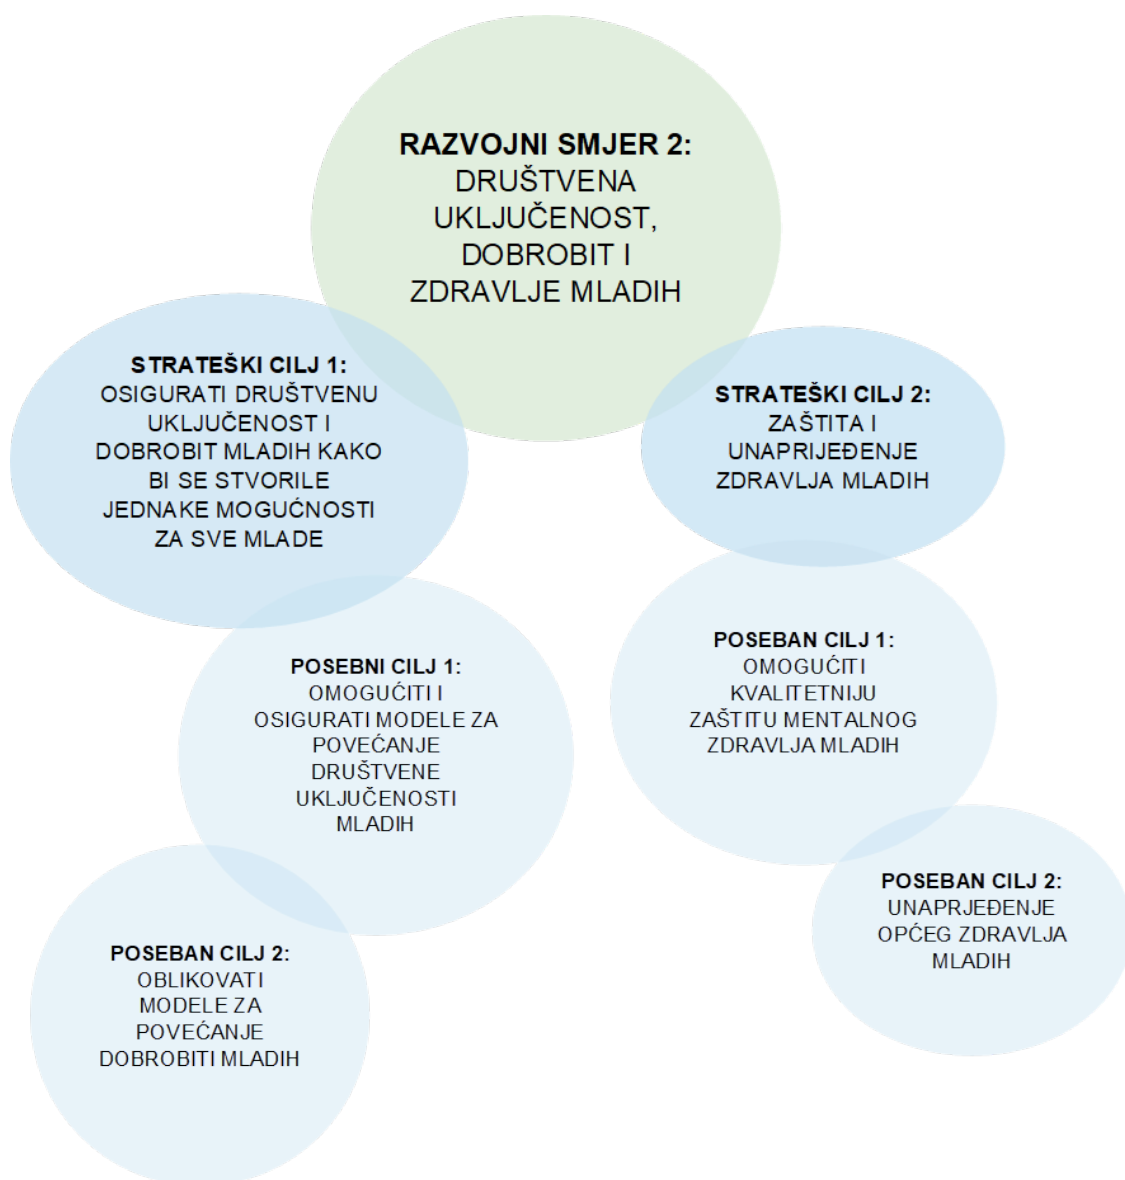 RAZVOJNI SMJER 2:
DRUŠTVENA
UKLJUČENOST,
DOBROBIT I
ZDRAVLJE MLADIH
STRATEŠKI CILJ 1:
OSIGURATI DRUŠTVENU
UKLJUČENOST I
DOBROBIT MLADIH KAKO
BI SE STVORILE
JEDNAKE MOGUĆNOSTI
ZA SVE MLADE
STRATEŠKI CILJ 2:
ZAŠTITA I
UNAPRIJEĐENJE
ZDRAVLJA MLADIH
POSEBNI CILJ 1:
OMOGUĆITI I
OSIGURATI MODELE ZA
POVEĆANJE
DRUŠTVENE
UKLJUČENOSTI
MLADIH
POSEBAN CILJ 1:
OMOGUĆITI
KVALITETNIJU
ZAŠTITU MENTALNOG
ZDRAVLJA MLADIH
POSEBAN CILJ 2:
OBLIKOVATI
MODELE ZA
POVEĆANJE
DOBROBITI MLADIH
POSEBAN CILJ 2:
UNAPRJEĐENJE
OPĆEG ZDRAVLJA
MLADIH